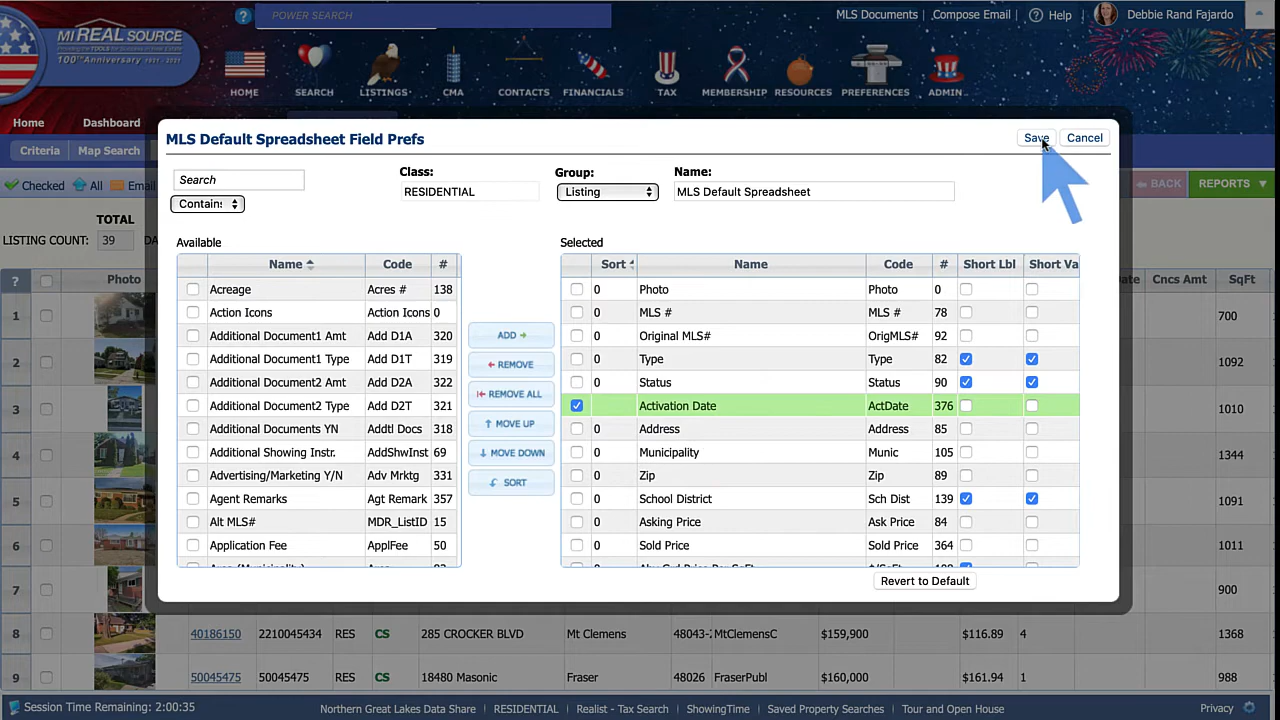 POWER SEARCH
MLS Documents Compose Email Help Debbie Rand Fajardo
MI REAL SOURCE
Providing the TOOLS for Success in Real Estate
100TH Anniversary 1921 - 2021
HOME SEARCH LISTINGS CMA CONTACTS FINANCIALS TAX MEMBERSHIP RESOURCES PREFERENCES ADMIN
Home Dashboard
Criteria Map Search
Checked All Email BACK REPORTS
TOTAL
LISTING COUNT: 39
? Photo Cncs Amt SqFt
MLS Default Spreadsheet Field Prefs Save Cancel
Search
Contains
Class: RESIDENTIAL
Group: Listing
Name: MLS Default Spreadsheet
Available
Name Code #
Acreage Acres # 138
Action Icons Action Icons 0
Additional Document1 Amt Add D1A 320
Additional Document1 Type Add D1T 319
Additional Document2 Amt Add D2A 322
Additional Document2 Type Add D2T 321
Additional Documents YN Addtl Docs 318
Additional Showing Instr. AddShwInst 69
Advertising/Marketing Y/N Adv Mrktg 331
Agent Remarks Agt Remark 357
Alt MLS# MDR_ListID 15
Application Fee ApplFee 50
ADD
REMOVE
REMOVE ALL
MOVE UP
MOVE DOWN
SORT
Selected
Sort Name Code # Short Lbl Short Va
0 Photo Photo 0
0 MLS # MLS # 78
0 Original MLS# OrigMLS# 92
0 Type Type 82
0 Status Status 90
Activation Date ActDate 376
0 Address Address 85
0 Municipality Munic 105
0 Zip Zip 89
0 School District Sch Dist 139
0 Asking Price Ask Price 84
0 Sold Price Sold Price 364
Revert to Default
1 700
2 1092
3 1010
4 1344
5 1091
6 1011
7 900
8 40186150 2210045434 RES CS 285 CROCKER BLVD Mt Clemens 48043-2 MtClemensC $159,900 $116.89 4 1368
9 50045475 50045475 RES CS 18480 Masonic Fraser 48026 FraserPubl $160,000 $161.94 1 988
Session Time Remaining: 2:00:35 Northern Great Lakes Data Share RESIDENTIAL Realist - Tax Search ShowingTime Saved Property Searches Tour and Open House Privacy